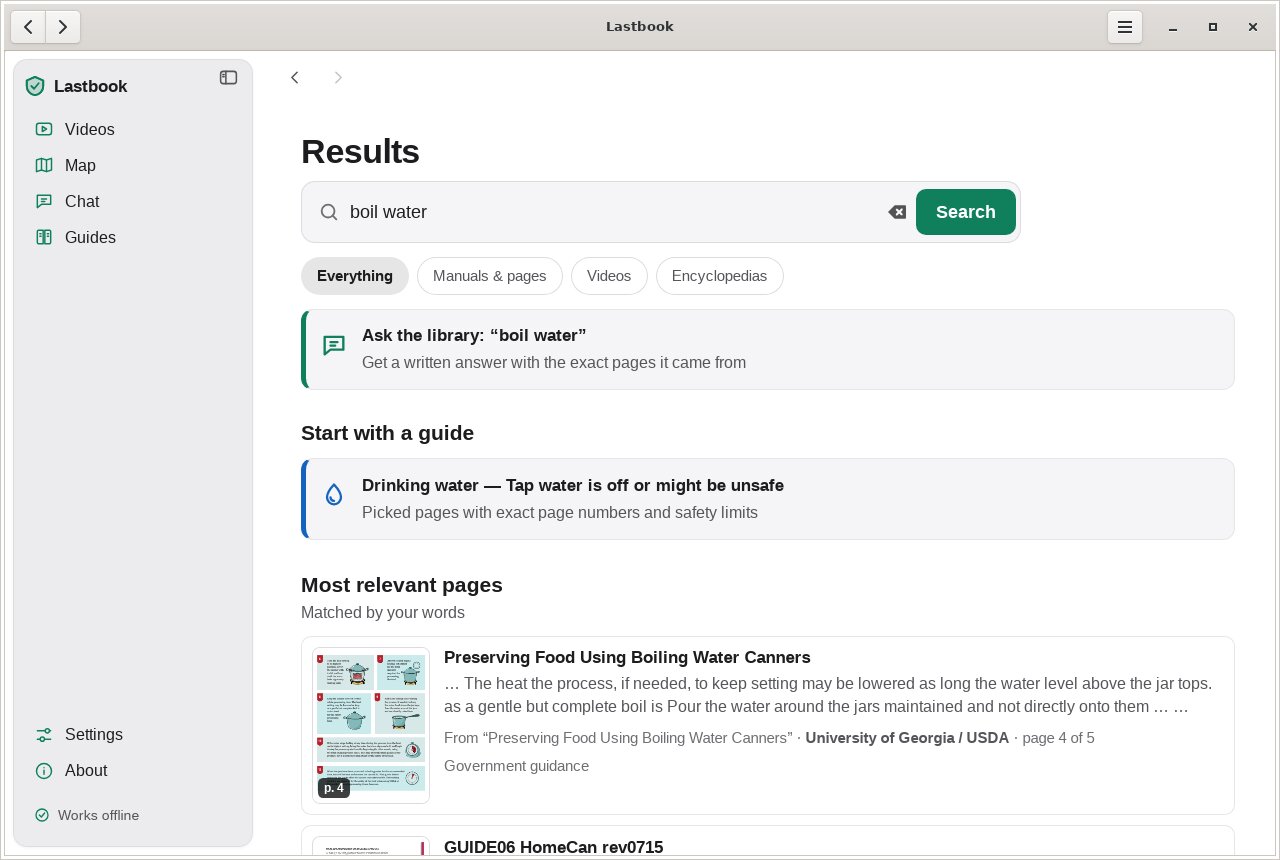 Lastbook
Lastbook
Videos
Map
Chat
Guides
Settings
About
Works offline
Results
boil water
Search
Everything
Manuals & pages
Videos
Encyclopedias
Ask the library: “boil water”
Get a written answer with the exact pages it came from
Start with a guide
Drinking water — Tap water is off or might be unsafe
Picked pages with exact page numbers and safety limits
Most relevant pages
Matched by your words
p. 4
Preserving Food Using Boiling Water Canners
… The heat the process, if needed, to keep setting may be lowered as long the water level above the jar tops.
as a gentle but complete boil is Pour the water around the jars maintained and not directly onto them … …
From “Preserving Food Using Boiling Water Canners” · University of Georgia / USDA · page 4 of 5
Government guidance
GUIDE06 HomeCan rev0715